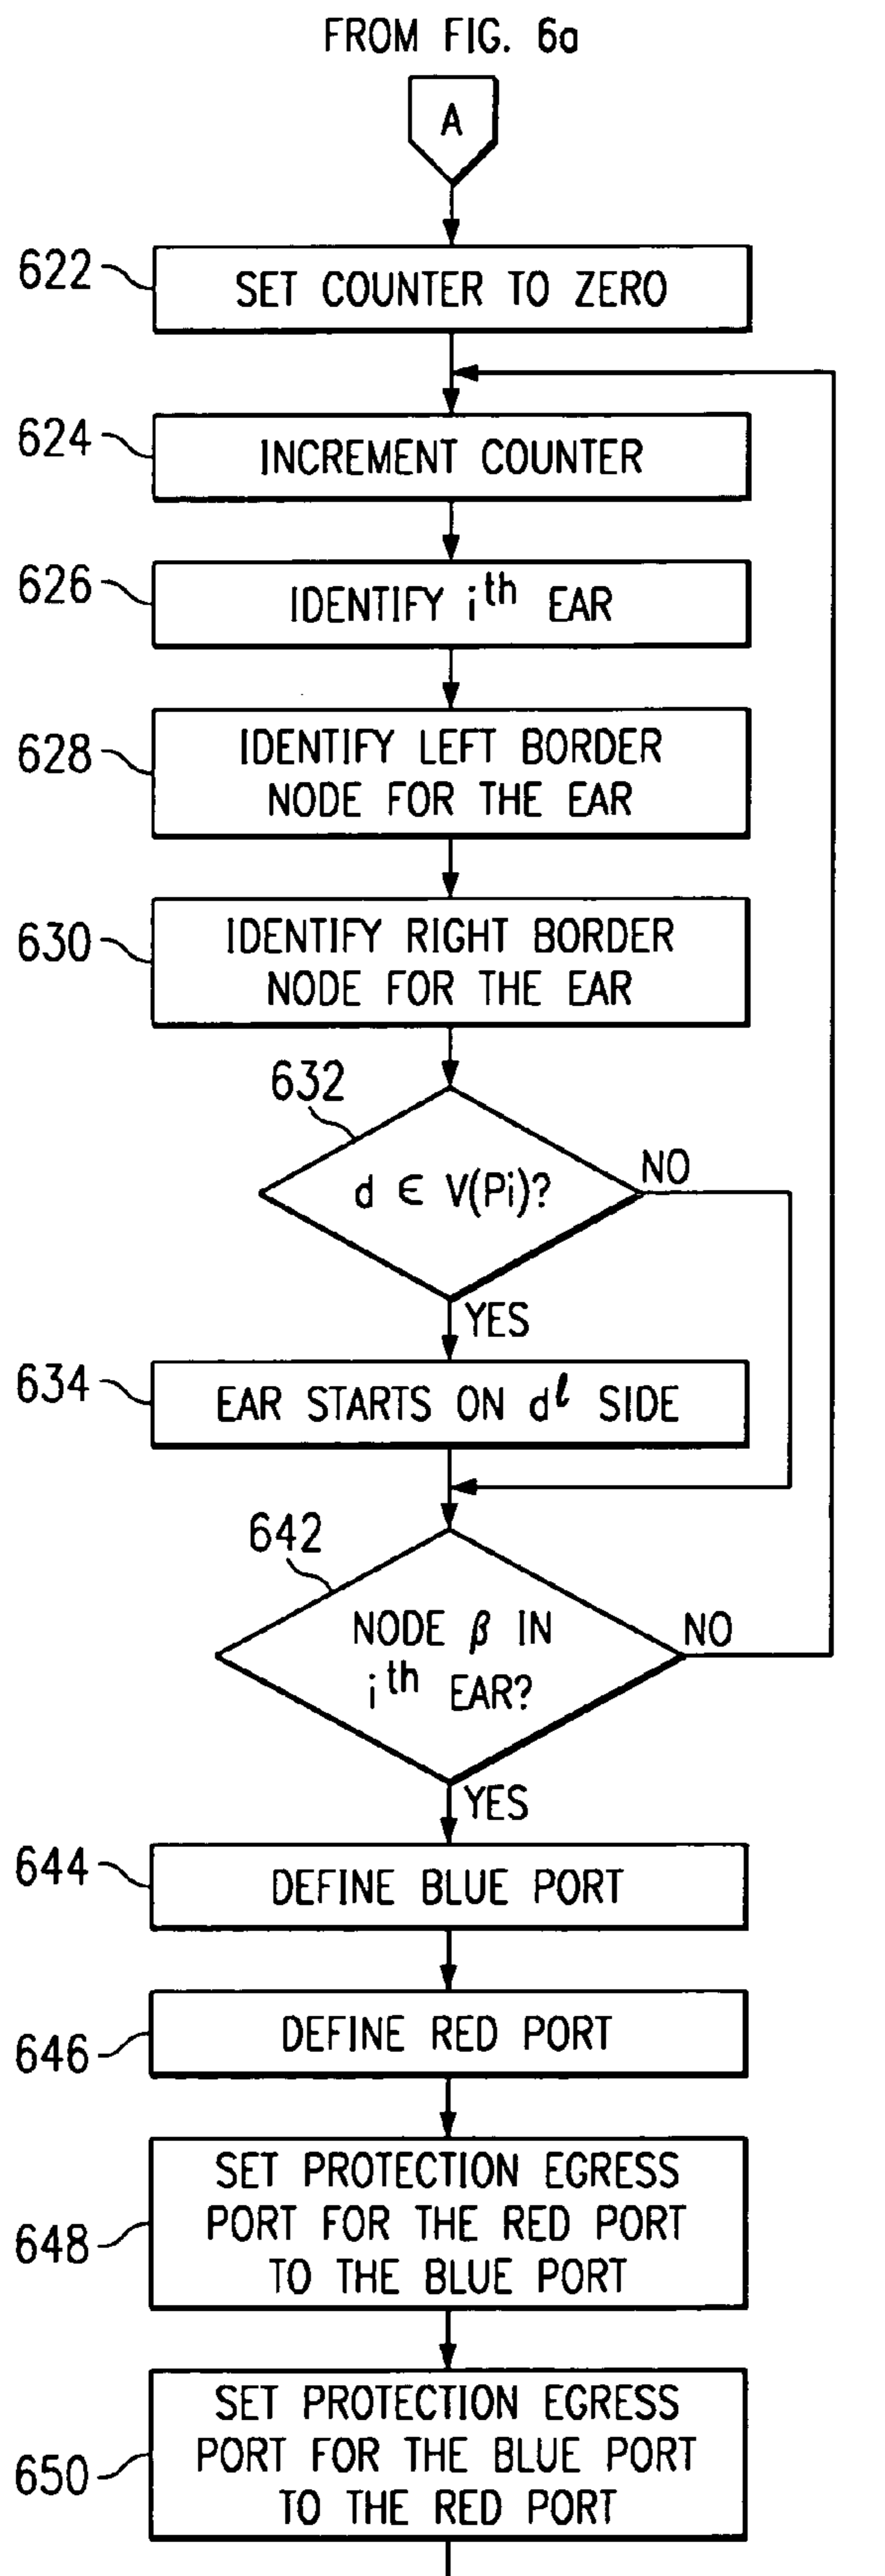 FROM FIG. 6a
A
622
SET COUNTER TO ZERO
624
INCREMENT COUNTER
626
IDENTIFY ith EAR
628
IDENTIFY LEFT BORDER
NODE FOR THE EAR
630
IDENTIFY RIGHT BORDER
NODE FOR THE EAR
632
d ∈ V(Pi)?
NO
YES
634
EAR STARTS ON dℓ SIDE
642
NODE β IN
ith EAR?
NO
YES
644
DEFINE BLUE PORT
646
DEFINE RED PORT
648
SET PROTECTION EGRESS
PORT FOR THE RED PORT
TO THE BLUE PORT
650
SET PROTECTION EGRESS
PORT FOR THE BLUE PORT
TO THE RED PORT